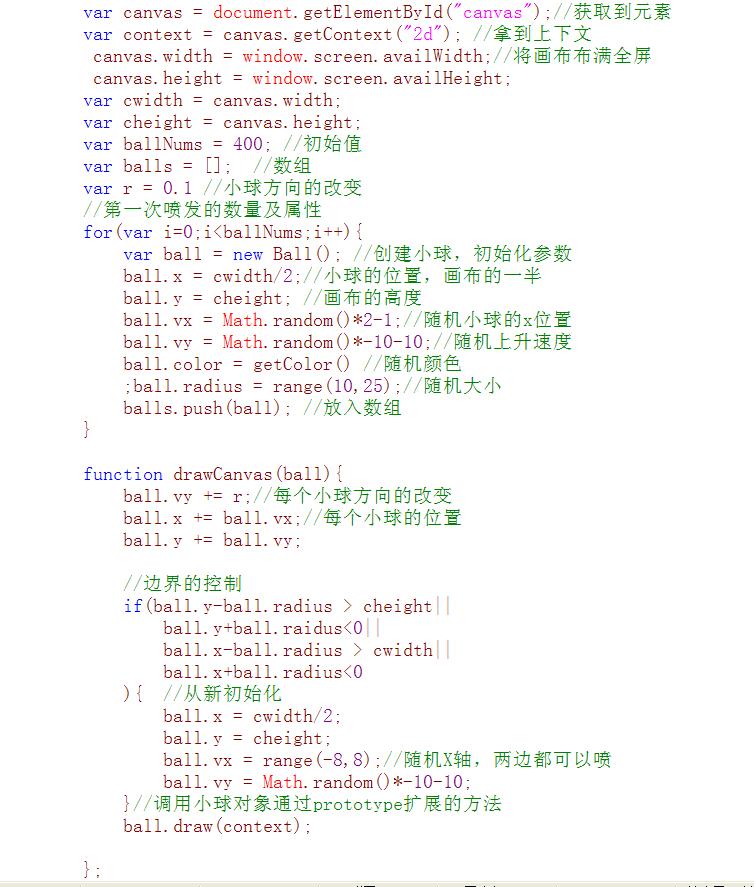 var canvas = document.getElementById("canvas");//获取到元素
var context = canvas.getContext("2d"); //拿到上下文
canvas.width = window.screen.availWidth;//将画布布满全屏
canvas.height = window.screen.availHeight;
var cwidth = canvas.width;
var cheight = canvas.height;
var ballNums = 400; //初始值
var balls = []; //数组
var r = 0.1 //小球方向的改变
//第一次喷发的数量及属性
for(var i=0;i<ballNums;i++){
var ball = new Ball(); //创建小球，初始化参数
ball.x = cwidth/2;//小球的位置，画布的一半
ball.y = cheight; //画布的高度
ball.vx = Math.random()*2-1;//随机小球的x位置
ball.vy = Math.random()*-10-10;//随机上升速度
ball.color = getColor() //随机颜色
;ball.radius = range(10,25);//随机大小
balls.push(ball); //放入数组
}
function drawCanvas(ball){
ball.vy += r;//每个小球方向的改变
ball.x += ball.vx;//每个小球的位置
ball.y += ball.vy;
//边界的控制
if(ball.y-ball.radius > cheight||
ball.y+ball.raidus<0||
ball.x-ball.radius > cwidth||
ball.x+ball.radius<0
){ //从新初始化
ball.x = cwidth/2;
ball.y = cheight;
ball.vx = range(-8,8);//随机X轴，两边都可以喷
ball.vy = Math.random()*-10-10;
}//调用小球对象通过prototype扩展的方法
ball.draw(context);
};